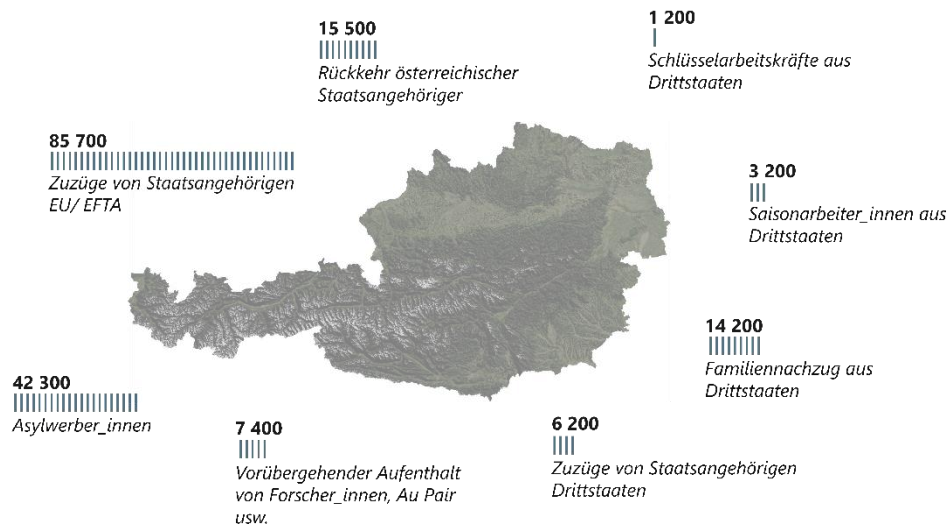 15 500
Rückkehr österreichischer
Staatsangehöriger
1 200
Schlüsselarbeitskräfte aus
Drittstaaten
85 700
Zuzüge von Staatsangehörigen
EU/ EFTA
3 200
Saisonarbeiter_innen aus
Drittstaaten
14 200
Familiennachzug aus
Drittstaaten
42 300
Asylwerber_innen
7 400
Vorübergehender Aufenthalt
von Forscher_innen, Au Pair
usw.
6 200
Zuzüge von Staatsangehörigen
Drittstaaten